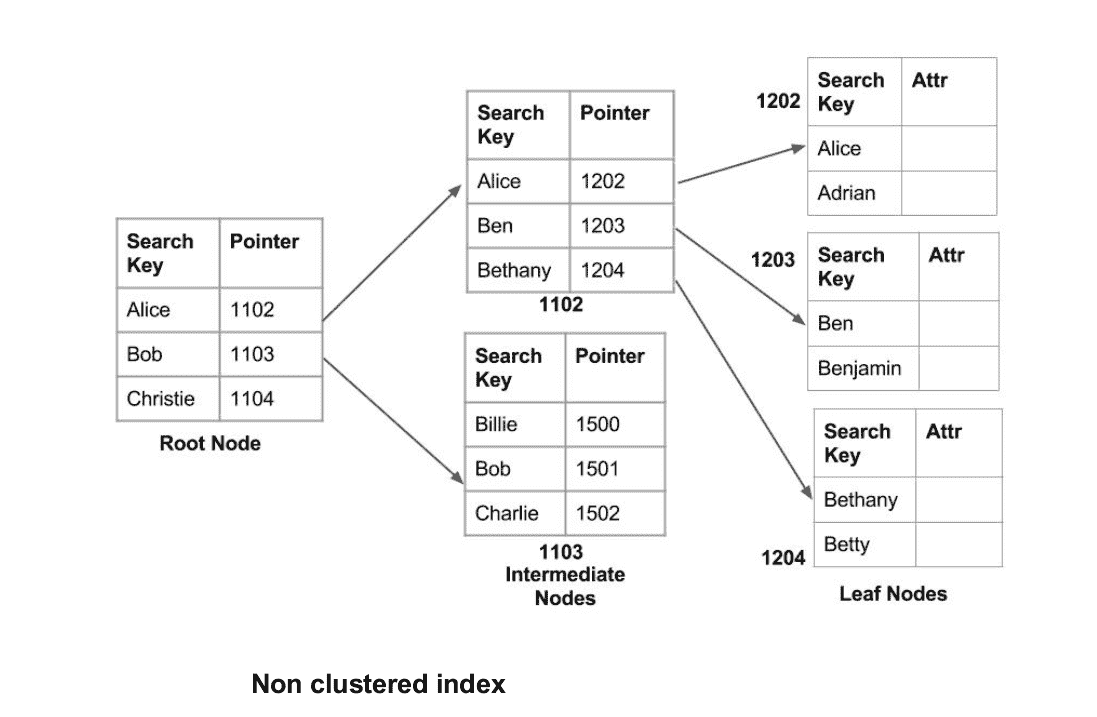 Search Key Pointer
Alice 1102
Bob 1103
Christie 1104
Root Node
Search Key Pointer
Alice 1202
Ben 1203
Bethany 1204
1102
Search Key Pointer
Billie 1500
Bob 1501
Charlie 1502
1103
Intermediate
Nodes
1202
Search Key Attr
Alice
Adrian
1203
Search Key Attr
Ben
Benjamin
1204
Search Key Attr
Bethany
Betty
Leaf Nodes
Non clustered index